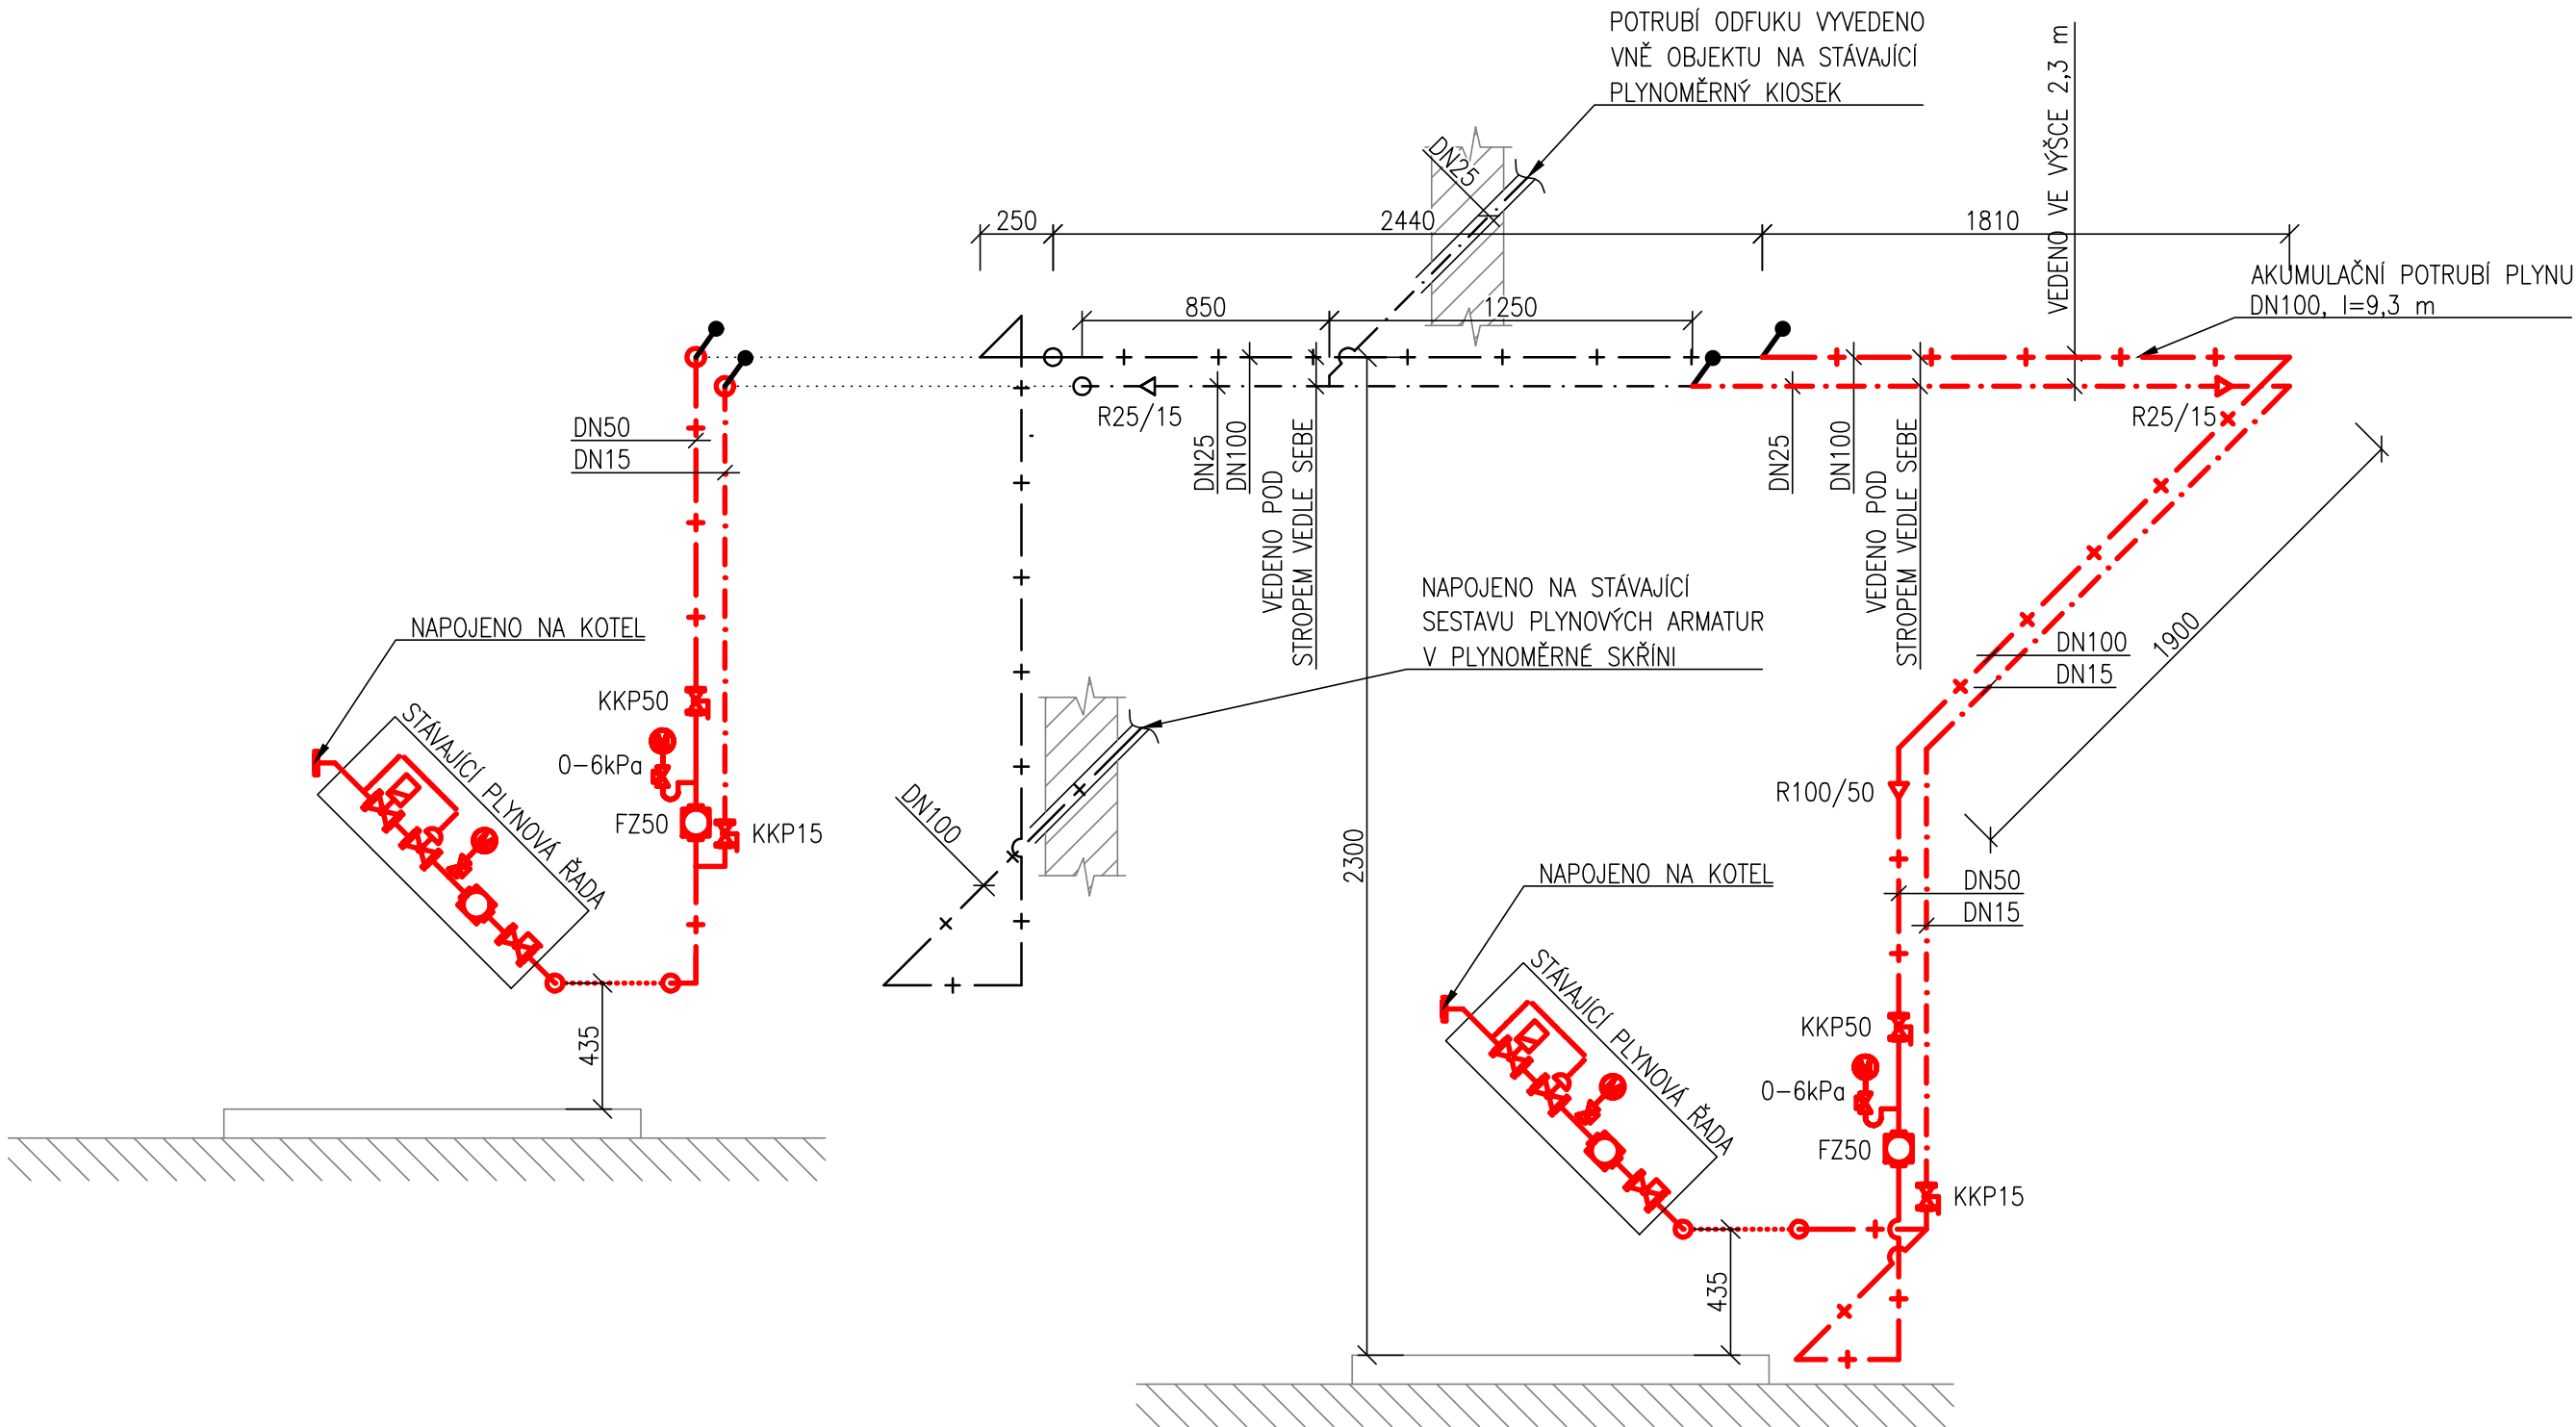 POTRUBÍ ODFUKU VYVEDENO
VNĚ OBJEKTU NA STÁVAJÍCÍ
PLYNOMĚRNÝ KIOSEK
VEDENO VE VÝŠCE 2,3 m
DN25
250
2440
1810
AKUMULAČNÍ POTRUBÍ PLYNU
DN100, l=9,3 m
850
1250
R25/15
R25/15
DN50
DN15
DN25
DN100
VEDENO POD
STROPEM VEDLE SEBE
DN25
DN100
VEDENO POD
STROPEM VEDLE SEBE
NAPOJENO NA STÁVAJÍCÍ
SESTAVU PLYNOVÝCH ARMATUR
V PLYNOMĚRNÉ SKŘÍNI
NAPOJENO NA KOTEL
DN100
DN15
1900
KKP50
STÁVAJÍCÍ PLYNOVÁ ŘADA
0-6kPa
FZ50
KKP15
DN100
R100/50
2300
NAPOJENO NA KOTEL
DN50
DN15
435
STÁVAJÍCÍ PLYNOVÁ ŘADA
KKP50
0-6kPa
FZ50
KKP15
435